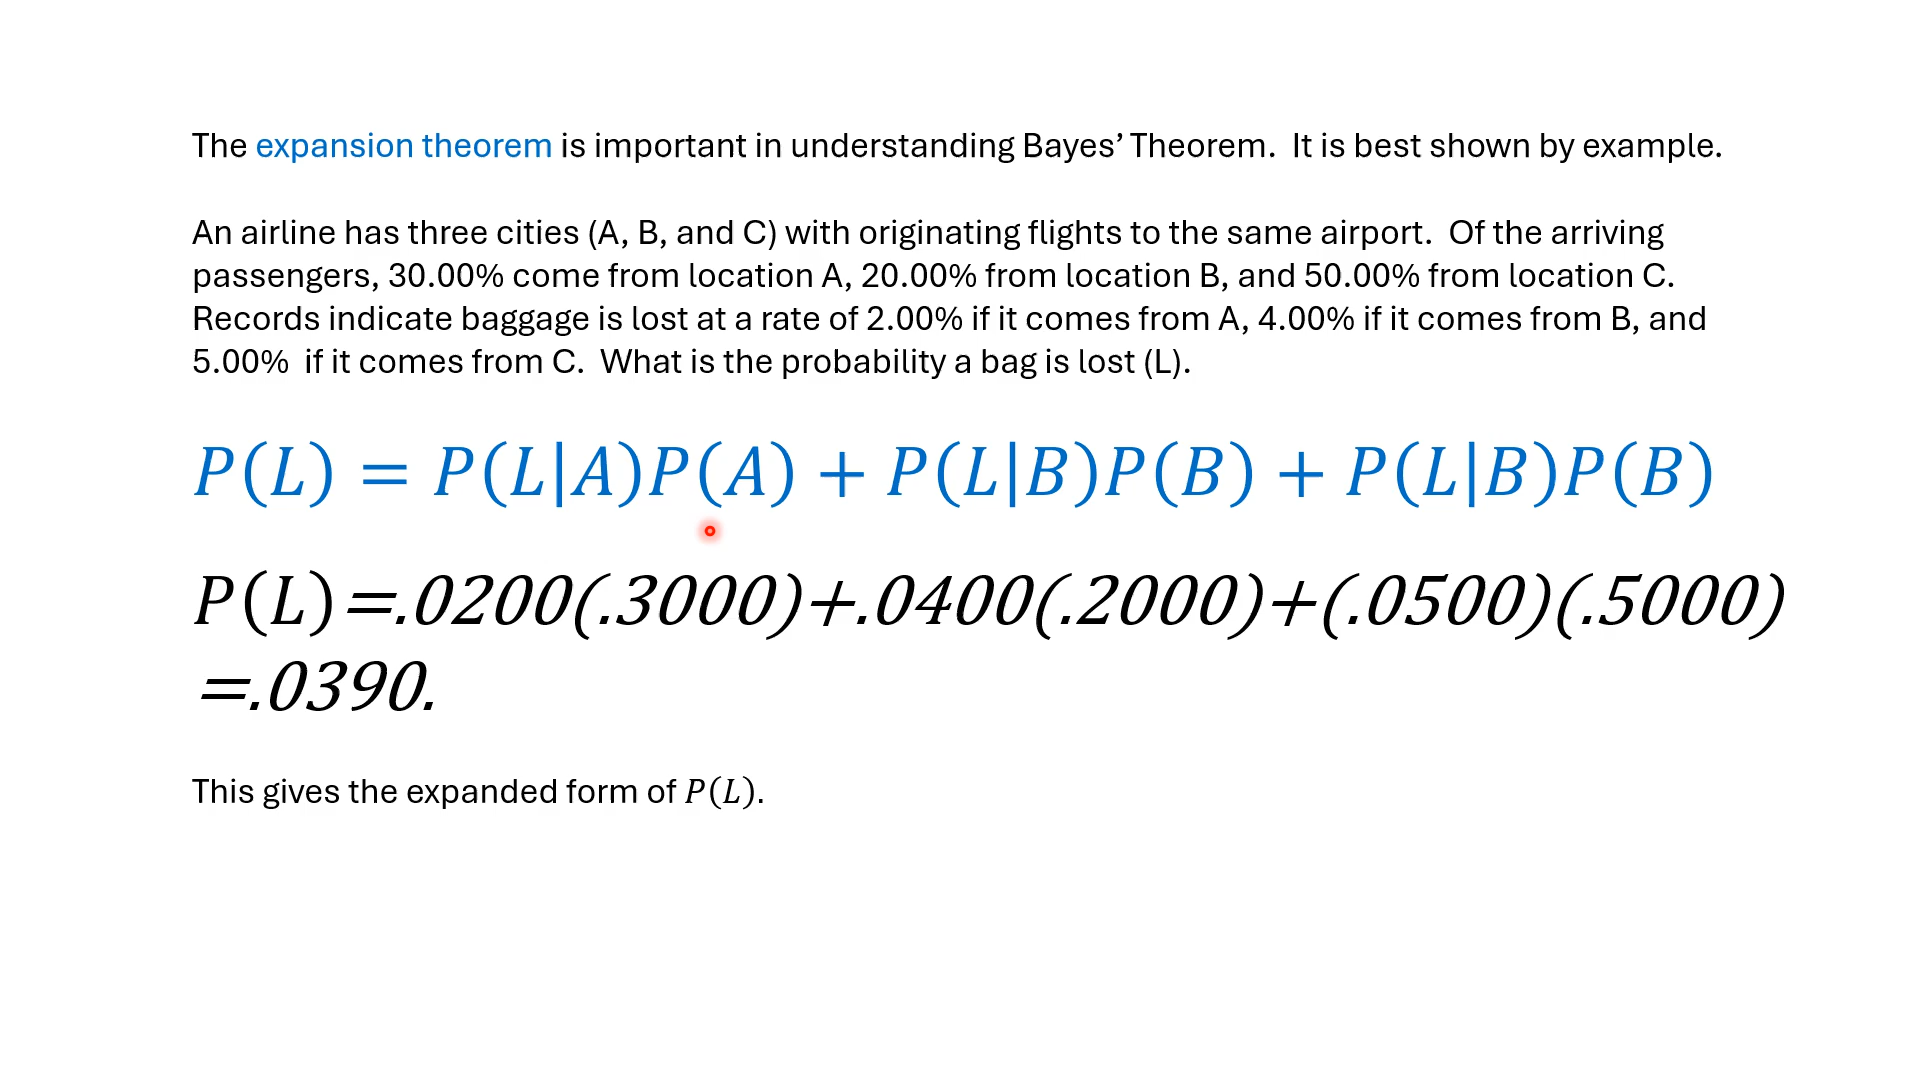 The expansion theorem is important in understanding Bayes’ Theorem.  It is best shown by example.
An airline has three cities (A, B, and C) with originating flights to the same airport.  Of the arriving
passengers, 30.00% come from location A, 20.00% from location B, and 50.00% from location C.
Records indicate baggage is lost at a rate of 2.00% if it comes from A, 4.00% if it comes from B, and
5.00%  if it comes from C.  What is the probability a bag is lost (L).
P(L) = P(L|A)P(A) + P(L|B)P(B) + P(L|B)P(B)
P(L)=.0200(.3000)+.0400(.2000)+(.0500)(.5000)
=.0390.
This gives the expanded form of P(L).